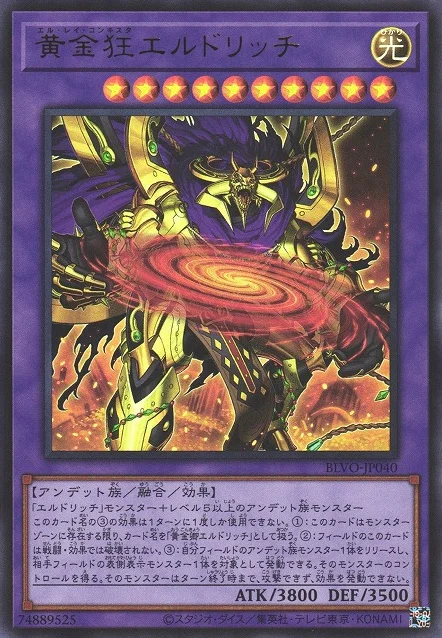 エル・レイ・コンキスタ
黄金狂エルドリッチ
ひかり
光
BLVO-JP040
【アンデット族／融合／効果】
「エルドリッチ」モンスター＋レベル５以上のアンデット族モンスター
このカード名の③の効果は１ターンに１度しか使用できない。①：このカードはモンスター
ゾーンに存在する限り、カード名を「黄金卿エルドリッチ」として扱う。②：フィールドのこのカード
は戦闘・効果では破壊されない。③：自分フィールドのアンデット族モンスター１体をリリースし、
相手フィールドの表側表示モンスター１体を対象として発動できる。そのモンスターのコン
トロールを得る。そのモンスターはターン終了時まで、攻撃できず、効果を発動できない。
ATK/3800 DEF/3500
74889525 ©スタジオ・ダイス／集英社・テレビ東京・KONAMI